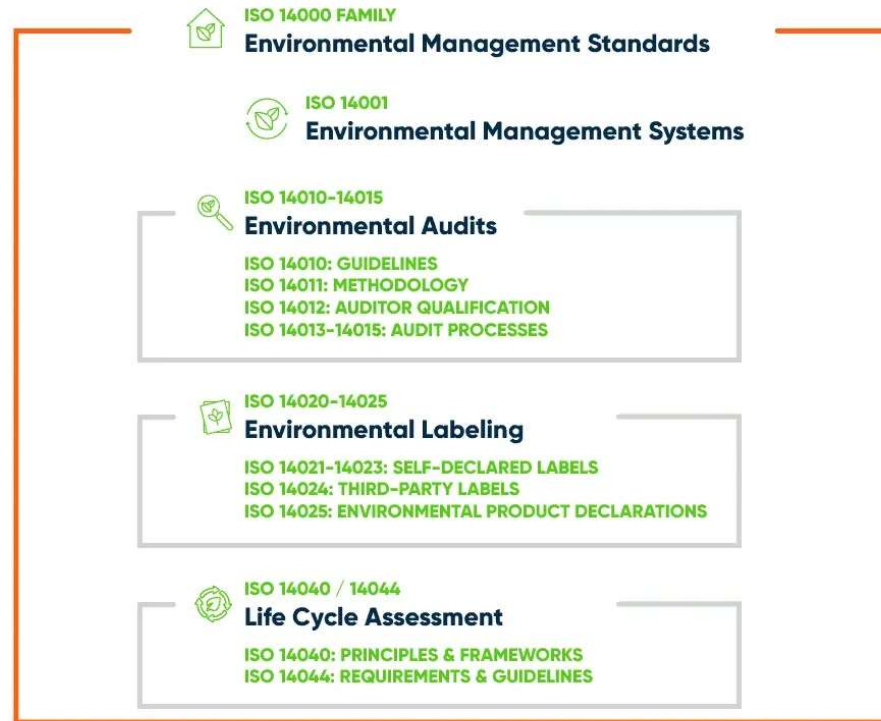 ISO 14000 FAMILY
Environmental Management Standards
ISO 14001
Environmental Management Systems
ISO 14010-14015
Environmental Audits
ISO 14010: GUIDELINES
ISO 14011: METHODOLOGY
ISO 14012: AUDITOR QUALIFICATION
ISO 14013-14015: AUDIT PROCESSES
ISO 14020-14025
Environmental Labeling
ISO 14021-14023: SELF-DECLARED LABELS
ISO 14024: THIRD-PARTY LABELS
ISO 14025: ENVIRONMENTAL PRODUCT DECLARATIONS
ISO 14040 / 14044
Life Cycle Assessment
ISO 14040: PRINCIPLES & FRAMEWORKS
ISO 14044: REQUIREMENTS & GUIDELINES